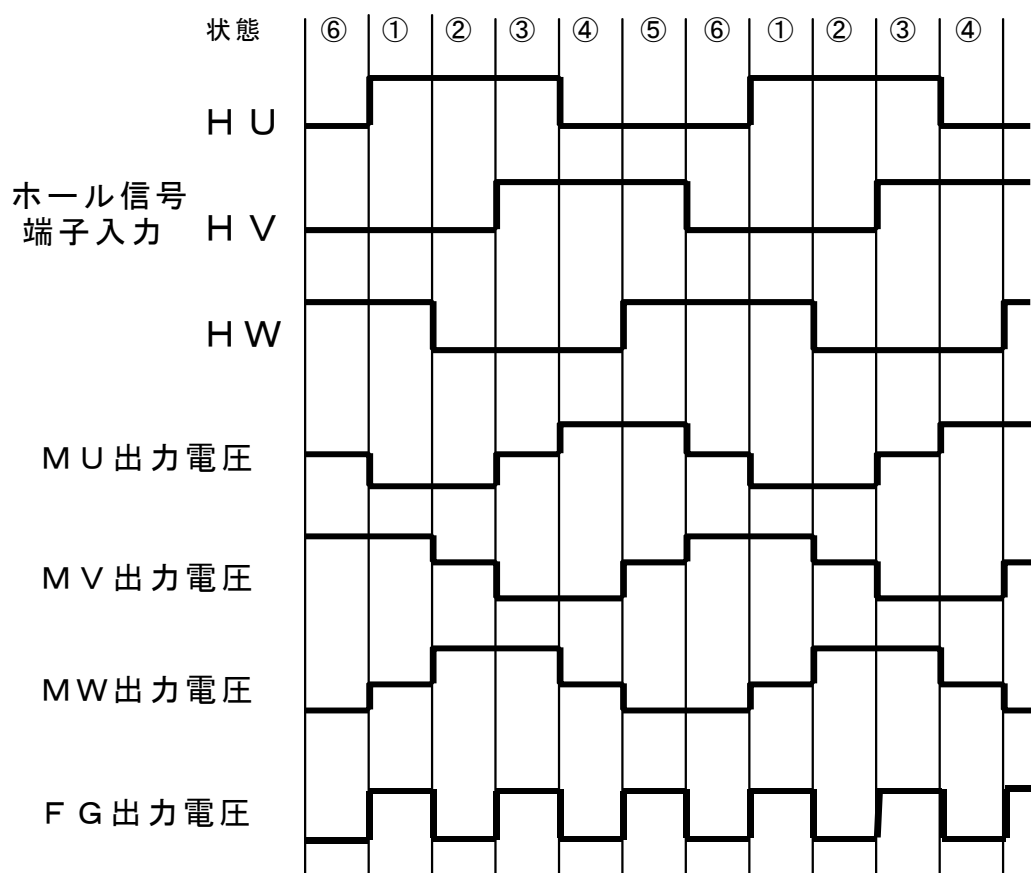 状態 ⑥ ① ② ③ ④ ⑤ ⑥ ① ② ③ ④
ＨＵ
ホール信号
端子入力 ＨＶ
ＨＷ
ＭＵ出力電圧
ＭＶ出力電圧
ＭＷ出力電圧
ＦＧ出力電圧